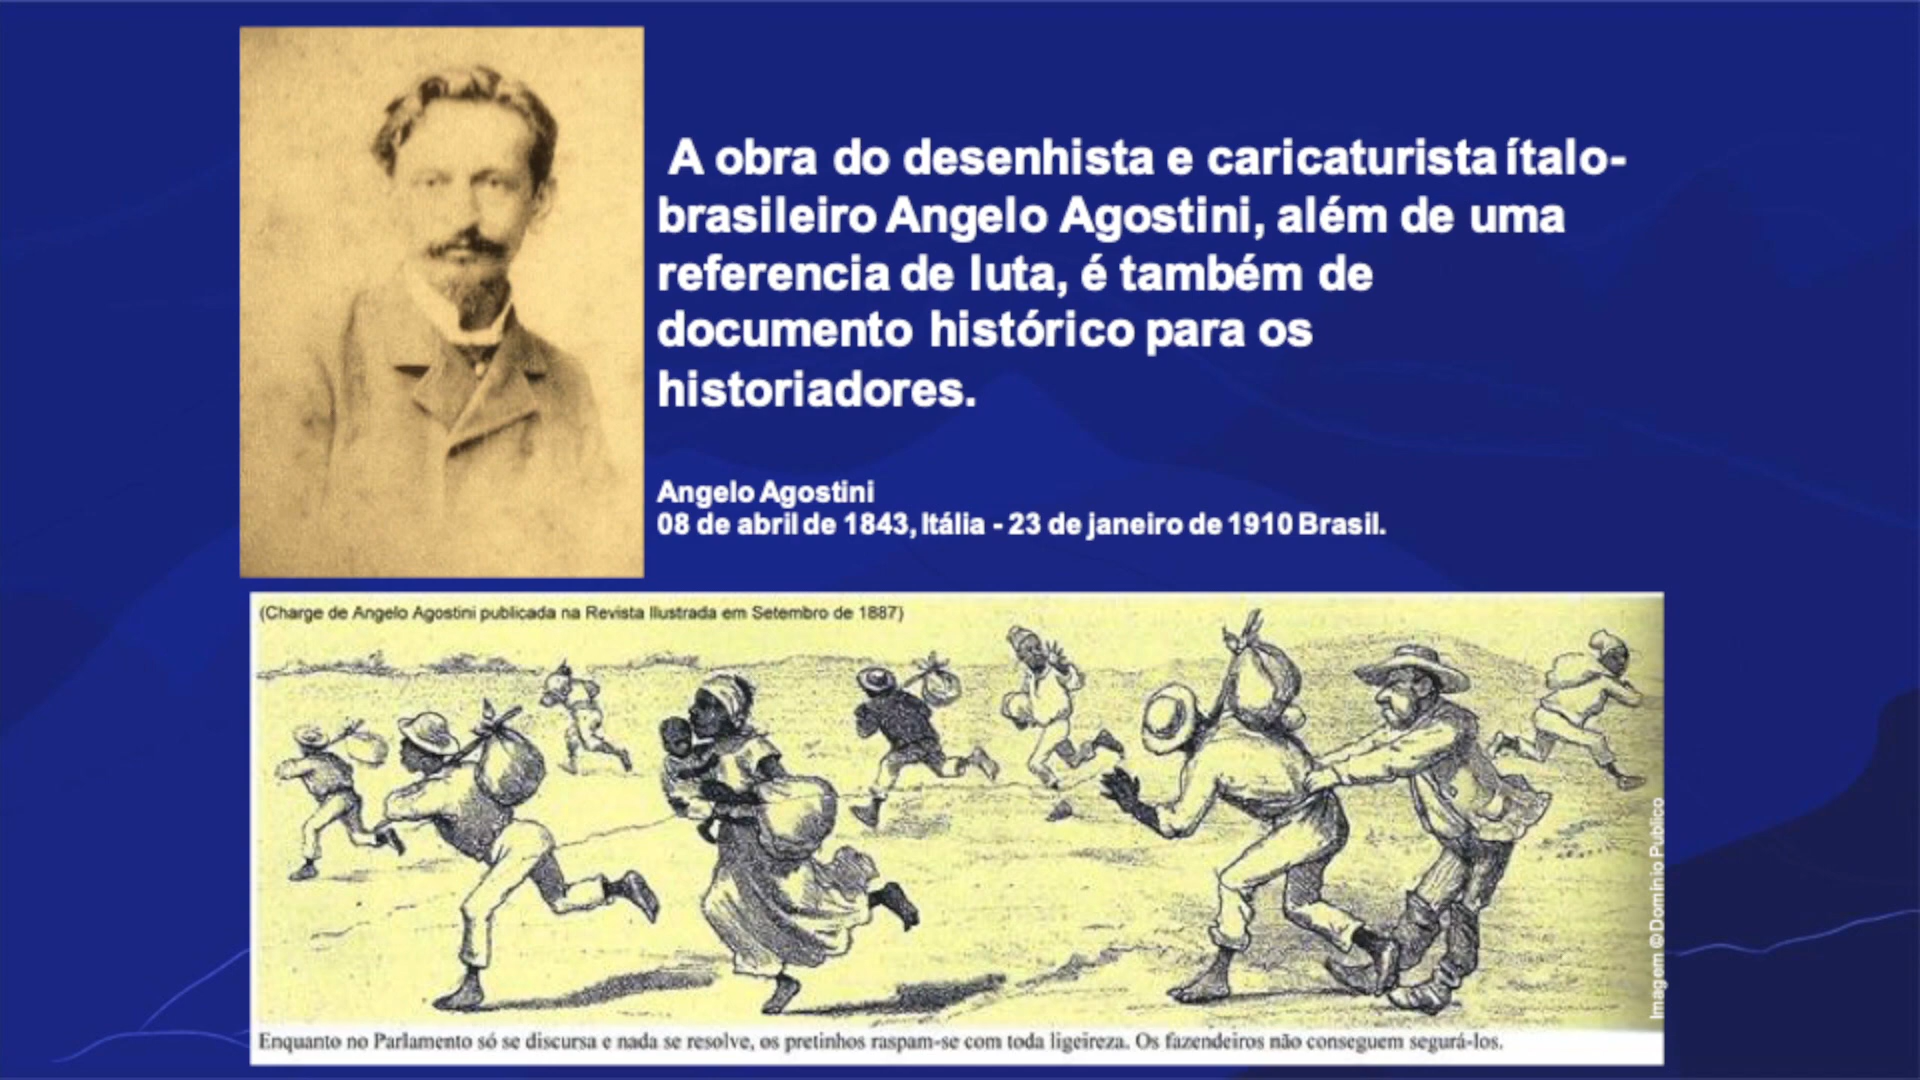 A obra do desenhista e caricaturista ítalo-
brasileiro Angelo Agostini, além de uma
referencia de luta, é também de
documento histórico para os
historiadores.
Angelo Agostini
08 de abril de 1843, Itália - 23 de janeiro de 1910 Brasil.
(Charge de Angelo Agostini publicada na Revista Ilustrada em Setembro de 1887)
Imagem © Domínio Público
Enquanto no Parlamento só se discursa e nada se resolve, os pretinhos raspam-se com toda ligeireza. Os fazendeiros não conseguem segurá-los.